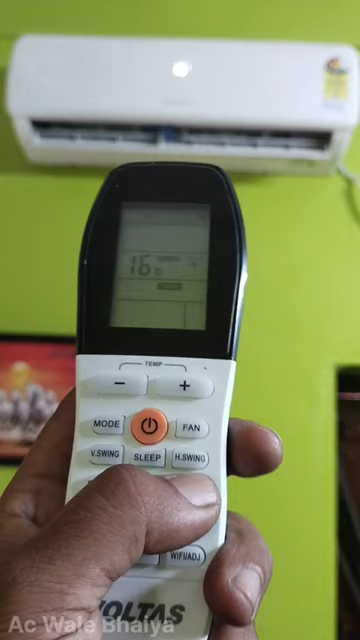 16 °C
TEMP
− +
MODE
FAN
V.SWING SLEEP H.SWING
WIFI/ADJ
VOLTAS
Ac Wale Bhaiya